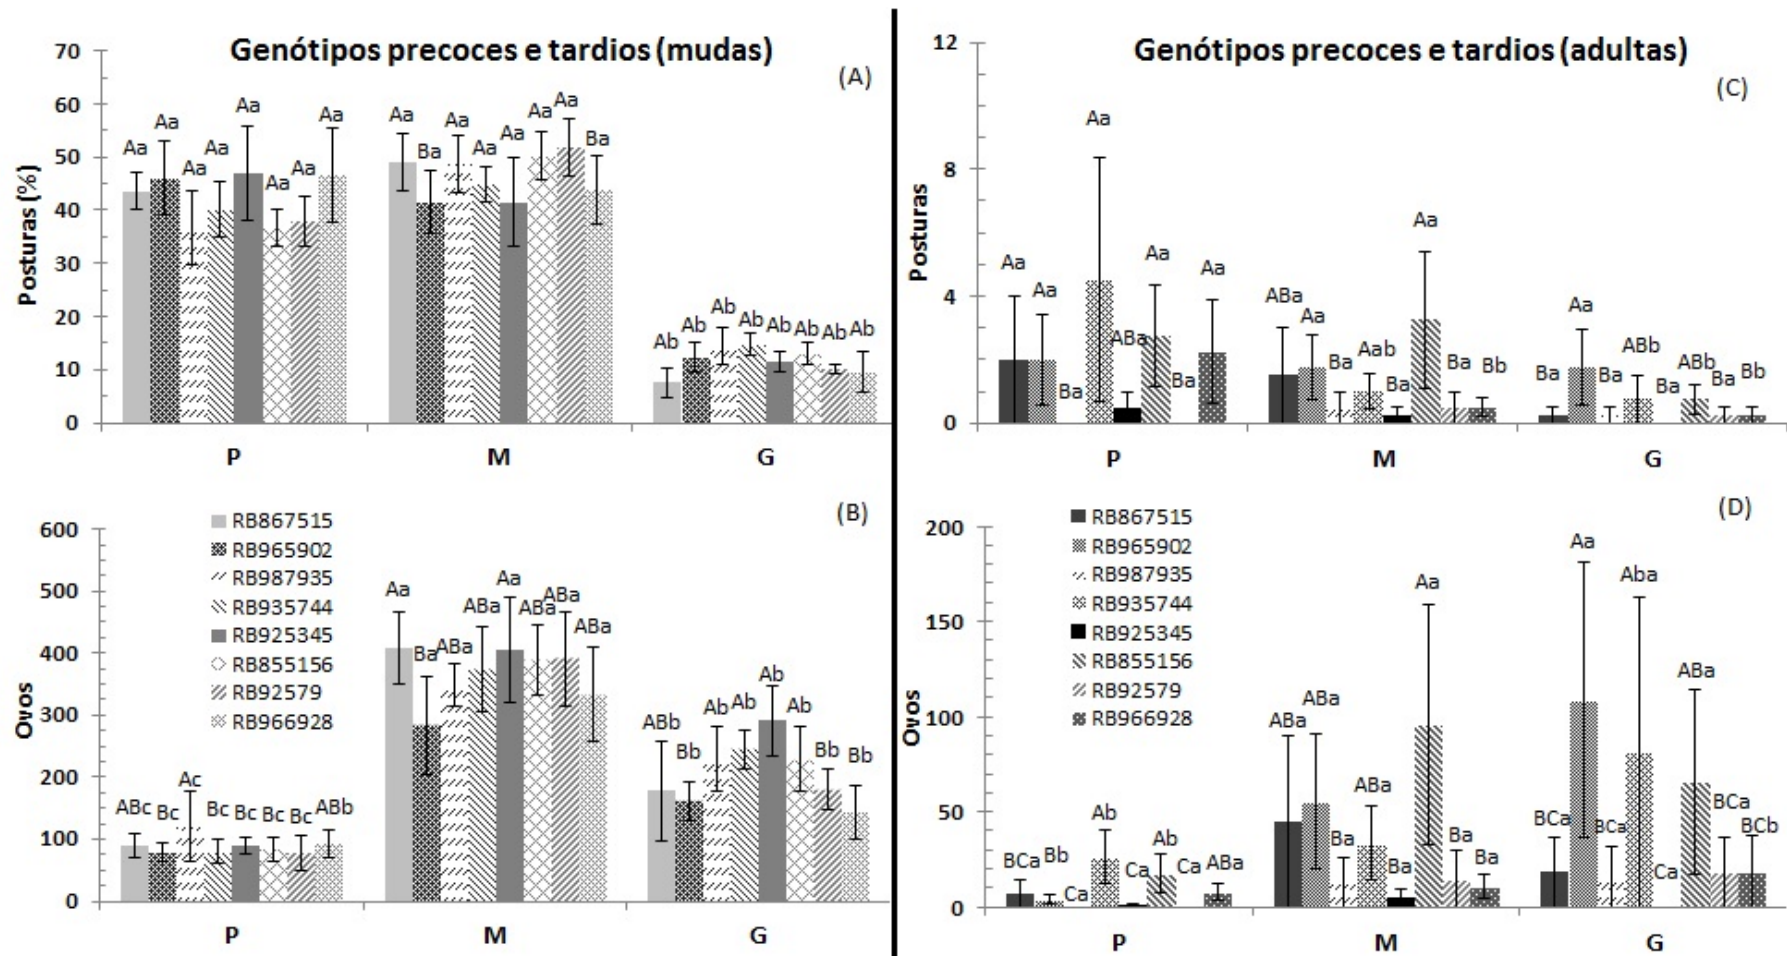 Genótipos precoces e tardios (mudas)
(A)
Posturas (%)
70
60
50
40
30
20
10
0
Aa Aa Aa Aa Aa Aa Aa Aa
Aa Ba Aa Aa Aa Aa Aa Ba
Ab Ab Ab Ab Ab Ab Ab Ab
P M G
(B)
Ovos
600
500
400
300
200
100
0
RB867515
RB965902
RB987935
RB935744
RB925345
RB855156
RB92579
RB966928
ABc Bc Ac Bc Bc Bc Bc ABb
Aa Ba ABa ABa Aa ABa ABa ABa
ABb Bb Ab Ab Ab Ab Bb Bb
P M G
Genótipos precoces e tardios (adultas)
(C)
Posturas
12
8
4
0
Aa Aa Ba Aa ABa Aa Ba Aa
ABa Aa Ba Aab Ba Aa Ba Bb
Ba Aa Ba ABb Ba ABb Ba Bb
P M G
(D)
Ovos
200
150
100
50
0
RB867515
RB965902
RB987935
RB935744
RB925345
RB855156
RB92579
RB966928
BCa Bb Ca Ab Ca Ab Ca ABa
ABa ABa Ba ABa Ba Aa Ba Ba
BCa Aa BCa Aba Ca ABa BCa BCb
P M G